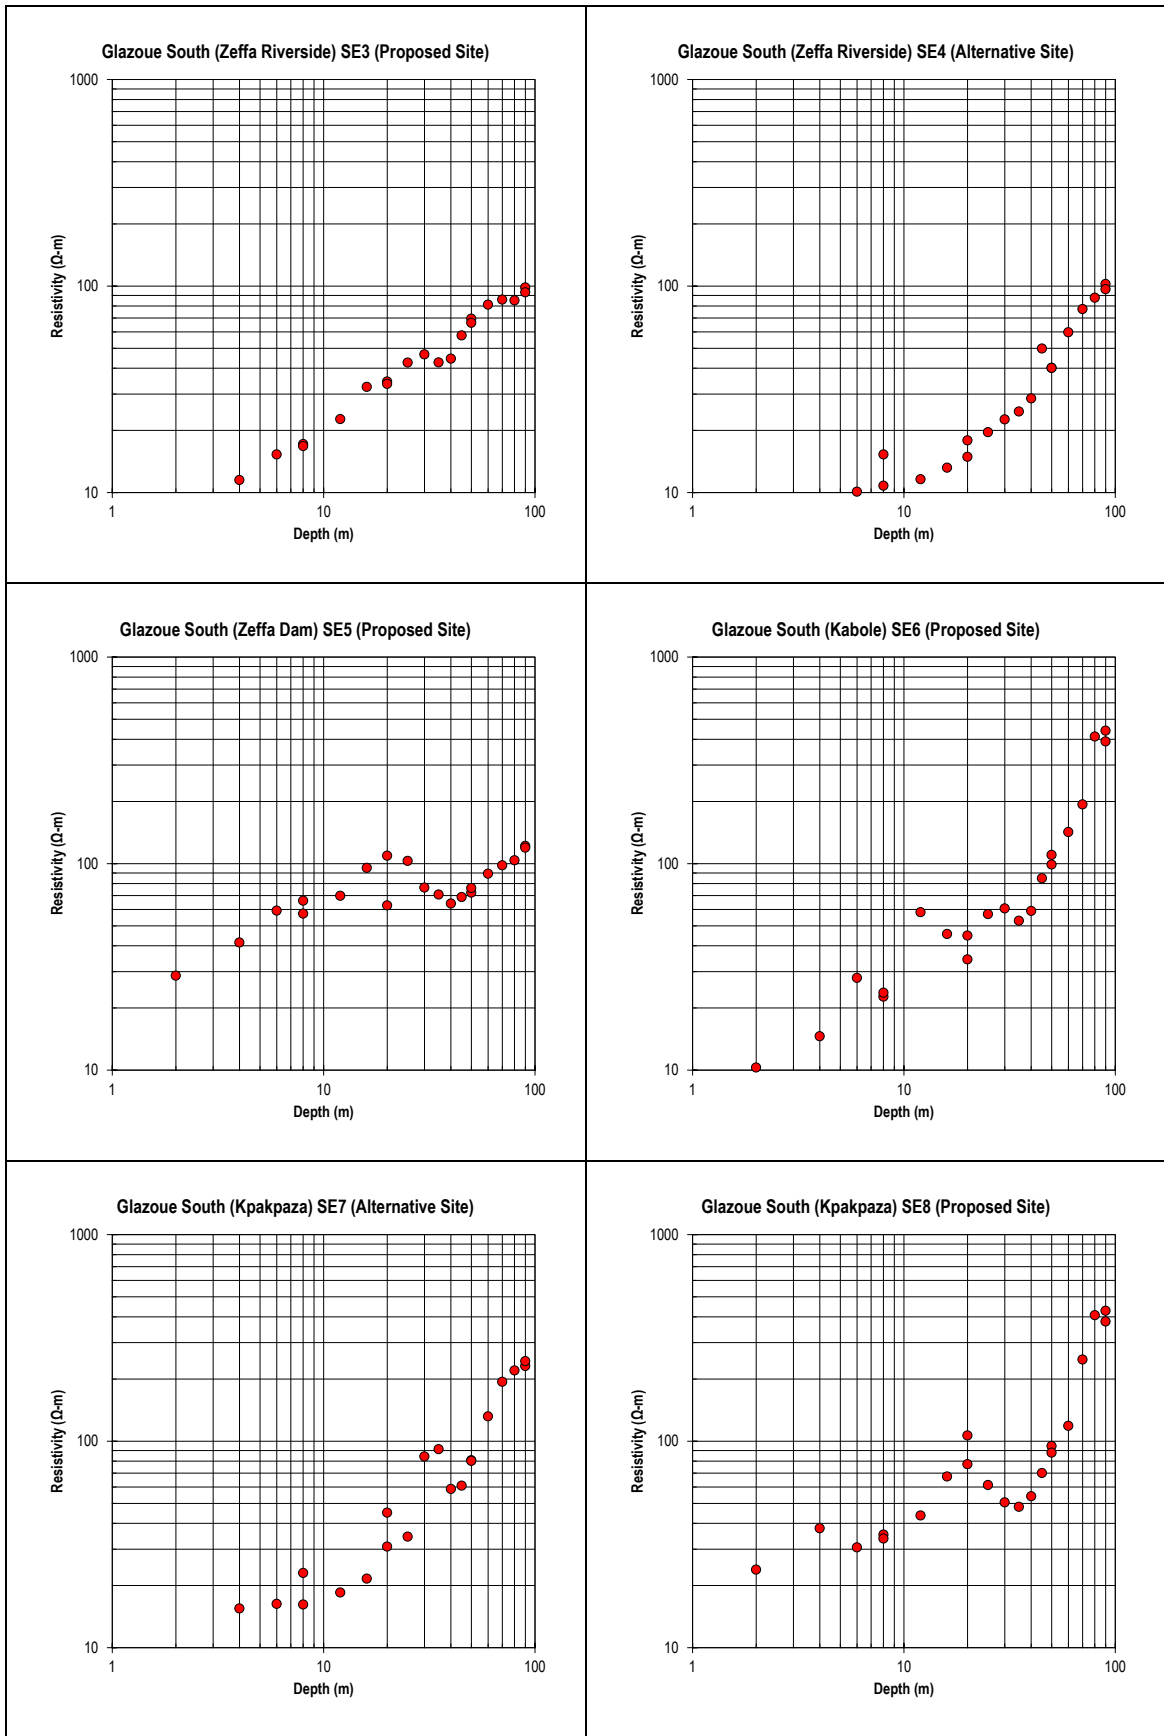 Glazoue South (Zeffa Riverside) SE3 (Proposed Site)
1000
100
10
1
10
100
Resistivity (Ω-m)
Depth (m)
Glazoue South (Zeffa Riverside) SE4 (Alternative Site)
1000
100
10
1
10
100
Resistivity (Ω-m)
Depth (m)
Glazoue South (Zeffa Dam) SE5 (Proposed Site)
1000
100
10
1
10
100
Resistivity (Ω-m)
Depth (m)
Glazoue South (Kabole) SE6 (Proposed Site)
1000
100
10
1
10
100
Resistivity (Ω-m)
Depth (m)
Glazoue South (Kpakpaza) SE7 (Alternative Site)
1000
100
10
1
10
100
Resistivity (Ω-m)
Depth (m)
Glazoue South (Kpakpaza) SE8 (Proposed Site)
1000
100
10
1
10
100
Resistivity (Ω-m)
Depth (m)